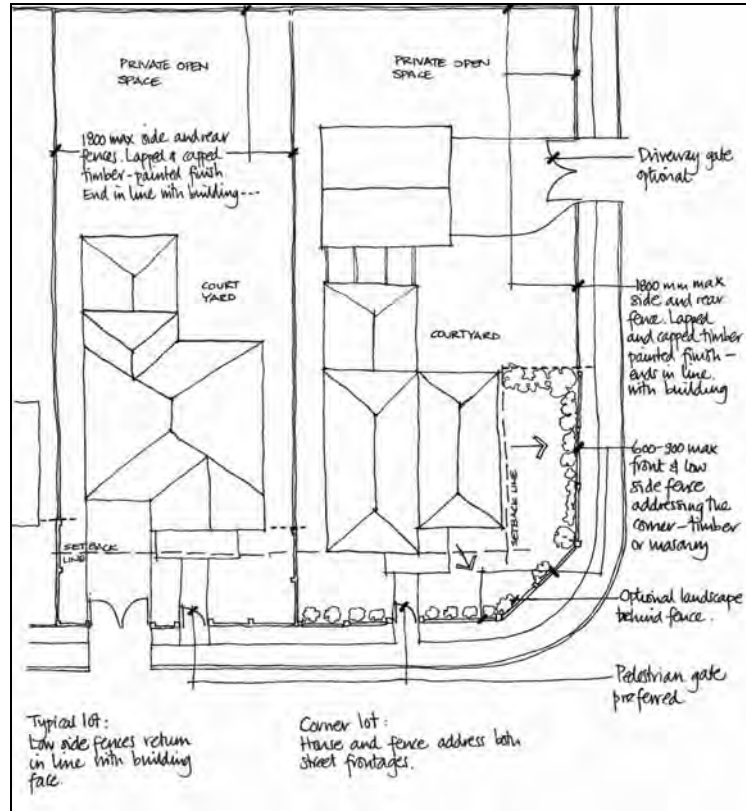 PRIVATE OPEN
SPACE
PRIVATE OPEN
SPACE
1800 max side and rear
fences. Lapped & capped
timber-painted finish
End in line with building ---
Driveway gate
optional
COURT
YARD
COURTYARD
1800 mm max
side and rear
fence. Lapped
and capped timber
painted finish -
ends in line
with building
600-900 max
front & low
side fence
addressing the
corner - timber
or masonry
SETBACK
LINE
SETBACK LINE
Optional landscape
behind fence.
Pedestrian gate
preferred
Typical lot:
Low side fences return
in line with building
face.
Corner lot:
House and fence address both
street frontages.